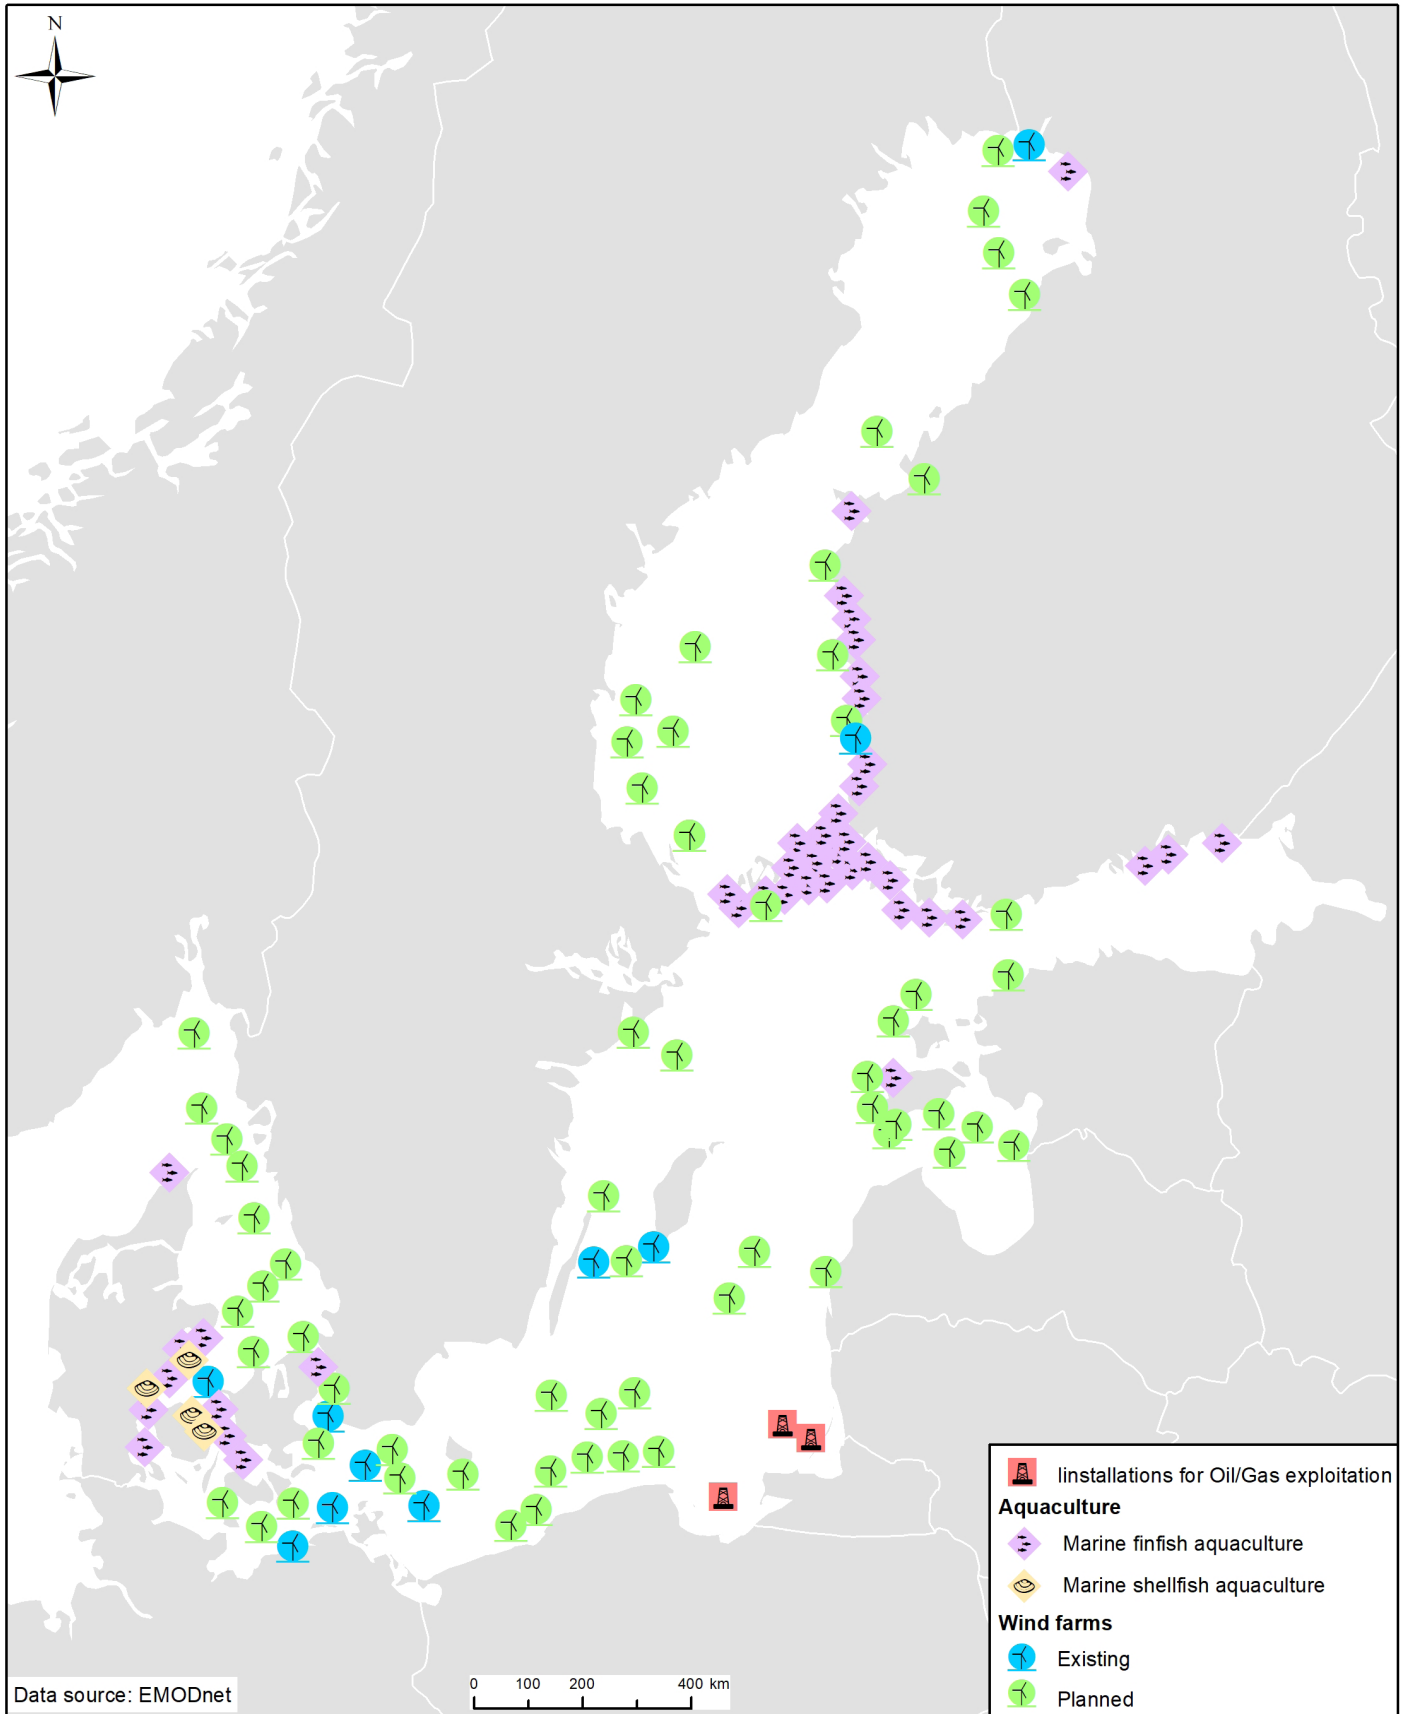 N
Iinstallations for Oil/Gas exploitation
Aquaculture
Marine finfish aquaculture
Marine shellfish aquaculture
Wind farms
Existing
Planned
0 100 200 400 km
Data source: EMODnet